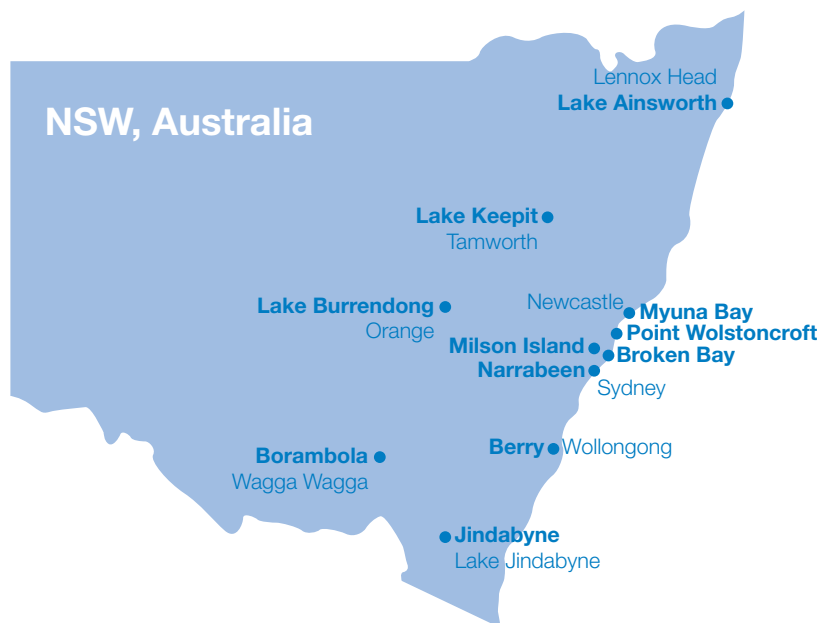 Lennox Head
Lake Ainsworth
NSW, Australia
Lake Keepit
Tamworth
Lake Burrendong
Orange
Newcastle
Myuna Bay
Point Wolstoncroft
Milson Island
Broken Bay
Narrabeen
Sydney
Berry
Wollongong
Borambola
Wagga Wagga
Jindabyne
Lake Jindabyne